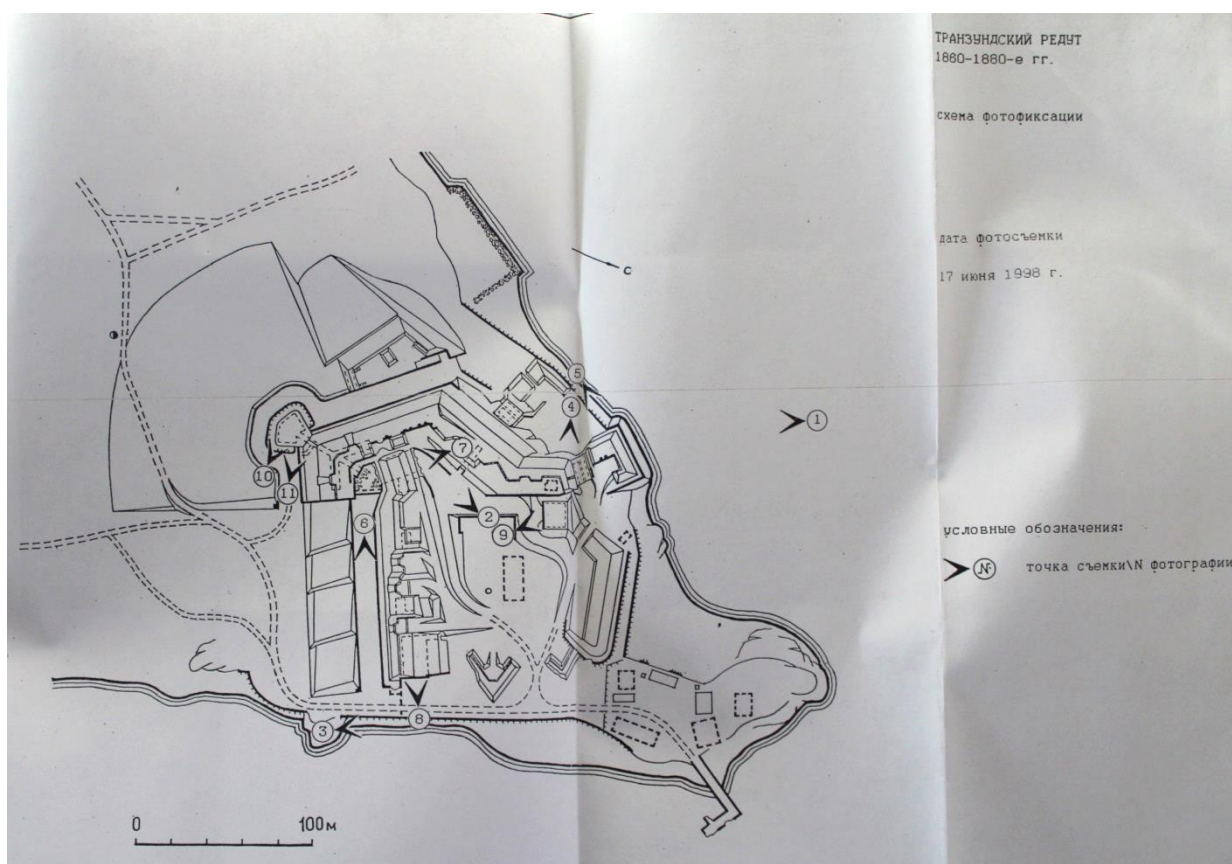 ТРАНЗУНДСКИЙ РЕДУТ
1860-1880-е гг.
схема фотофиксации
дата фотосъемки
17 июня 1998 г.
условные обозначения:
N точка съемки\N фотографии
с
1
5
4
7
10
11
6
2
9
8
3
0 100м